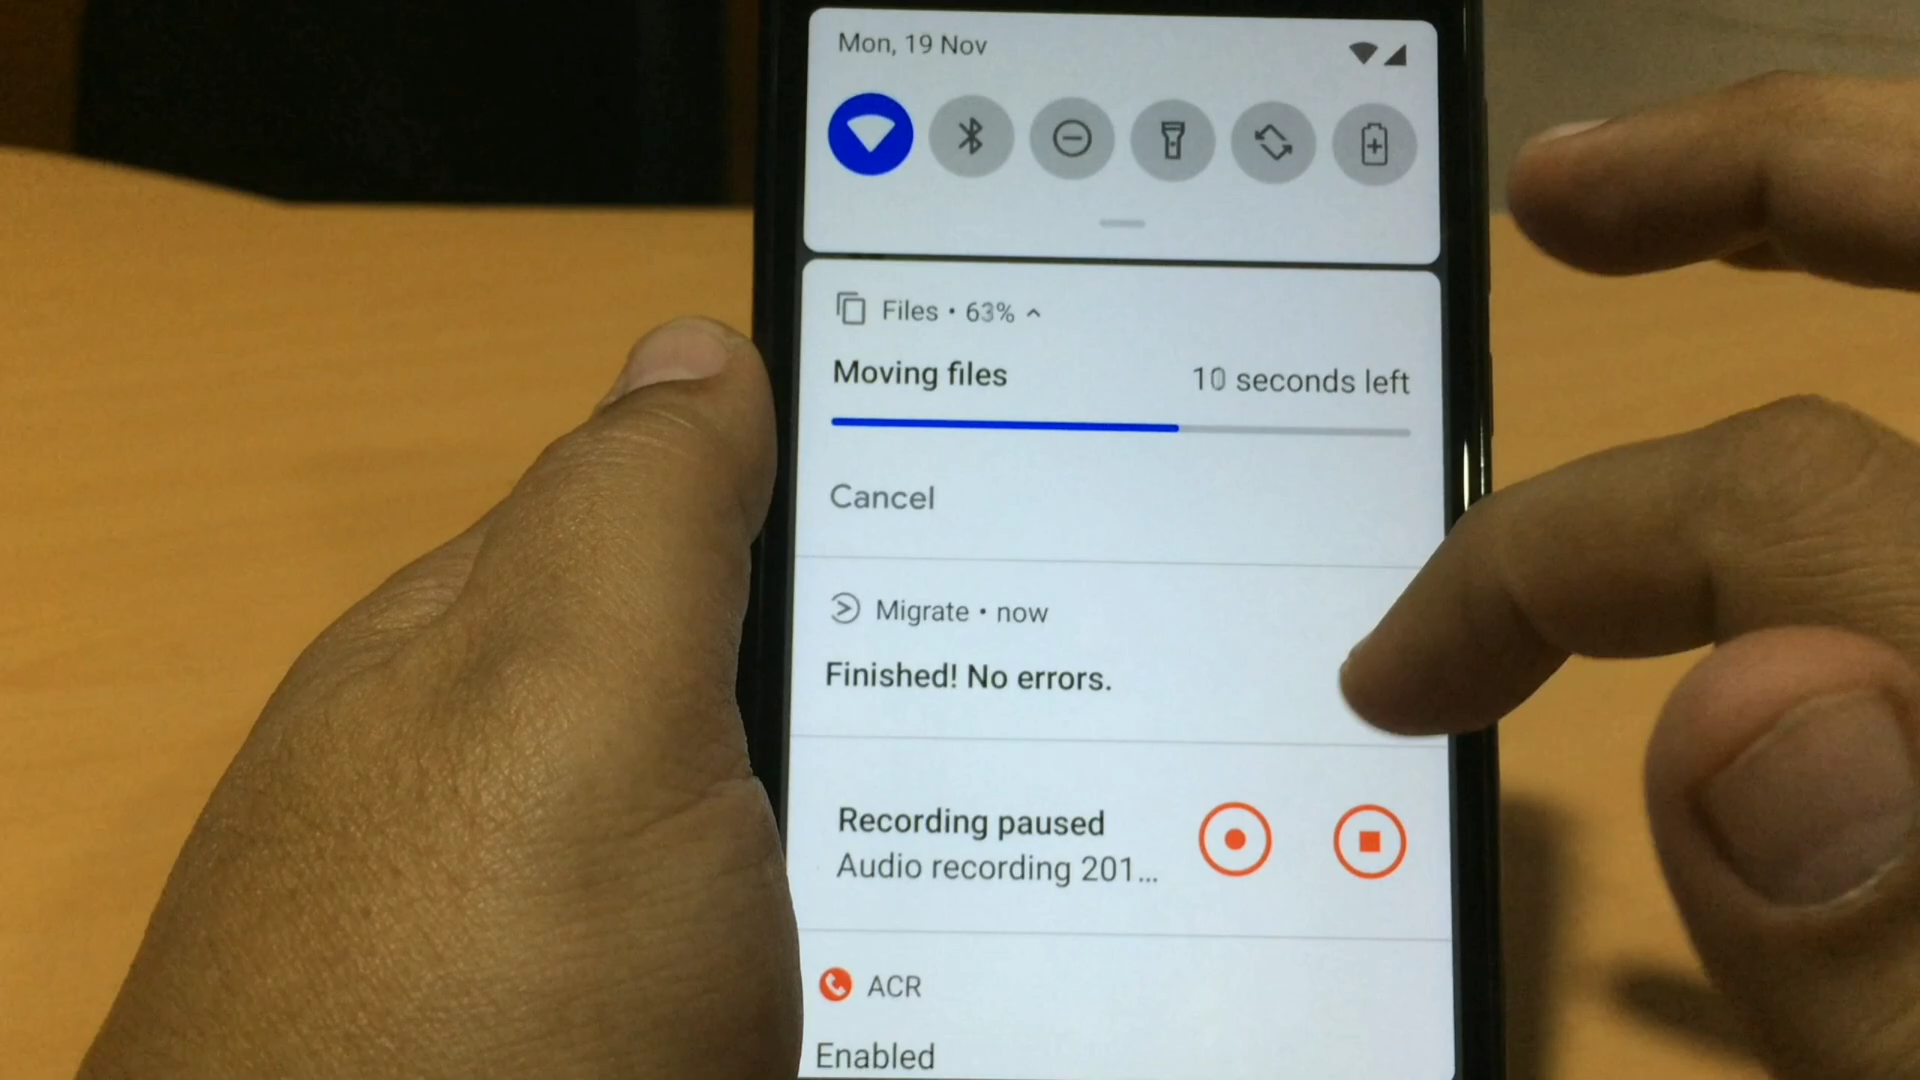 Mon, 19 Nov
Files • 63%
Moving files
10 seconds left
Cancel
Migrate • now
Finished! No errors.
Recording paused
Audio recording 201...
ACR
Enabled